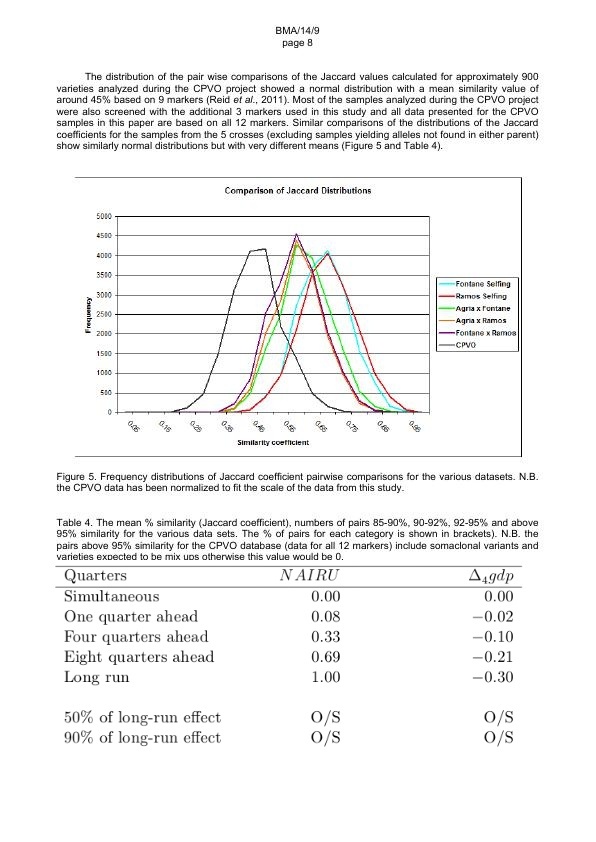 BMA/14/9
page 8
The distribution of the pair wise comparisons of the Jaccard values calculated for approximately 900
varieties analyzed during the CPVO project showed a normal distribution with a mean similarity value of
around 45% based on 9 markers (Reid et al., 2011). Most of the samples analyzed during the CPVO project
were also screened with the additional 3 markers used in this study and all data presented for the CPVO
samples in this paper are based on all 12 markers. Similar comparisons of the distributions of the Jaccard
coefficients for the samples from the 5 crosses (excluding samples yielding alleles not found in either parent)
show similarly normal distributions but with very different means (Figure 5 and Table 4).
Comparison of Jaccard Distributions
5000
4500
4000
3500
3000
2500
2000
1500
1000
500
0
Frequency
0.05 0.15 0.25 0.35 0.45 0.55 0.65 0.75 0.85 0.95
Similarity coefficient
Fontane Selfing
Ramos Selfing
Agria x Fontane
Agria x Ramos
Fontane x Ramos
CPVO
Figure 5. Frequency distributions of Jaccard coefficient pairwise comparisons for the various datasets. N.B.
the CPVO data has been normalized to fit the scale of the data from this study.
Table 4. The mean % similarity (Jaccard coefficient), numbers of pairs 85-90%, 90-92%, 92-95% and above
95% similarity for the various data sets. The % of pairs for each category is shown in brackets). N.B. the
pairs above 95% similarity for the CPVO database (data for all 12 markers) include somaclonal variants and
varieties expected to be mix ups otherwise this value would be 0.
Quarters NAIRU Δ₄gdp
Simultaneous 0.00 0.00
One quarter ahead 0.08 −0.02
Four quarters ahead 0.33 −0.10
Eight quarters ahead 0.69 −0.21
Long run 1.00 −0.30
50% of long-run effect O/S O/S
90% of long-run effect O/S O/S